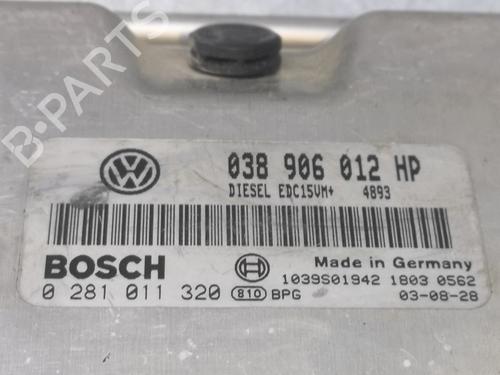 038 906 012 HP
DIESEL EDC15VM+ 4893
BOSCH
Made in Germany
1039S01942 1803 0562
0 281 011 320 810 BPG 03-08-28
B-Parts